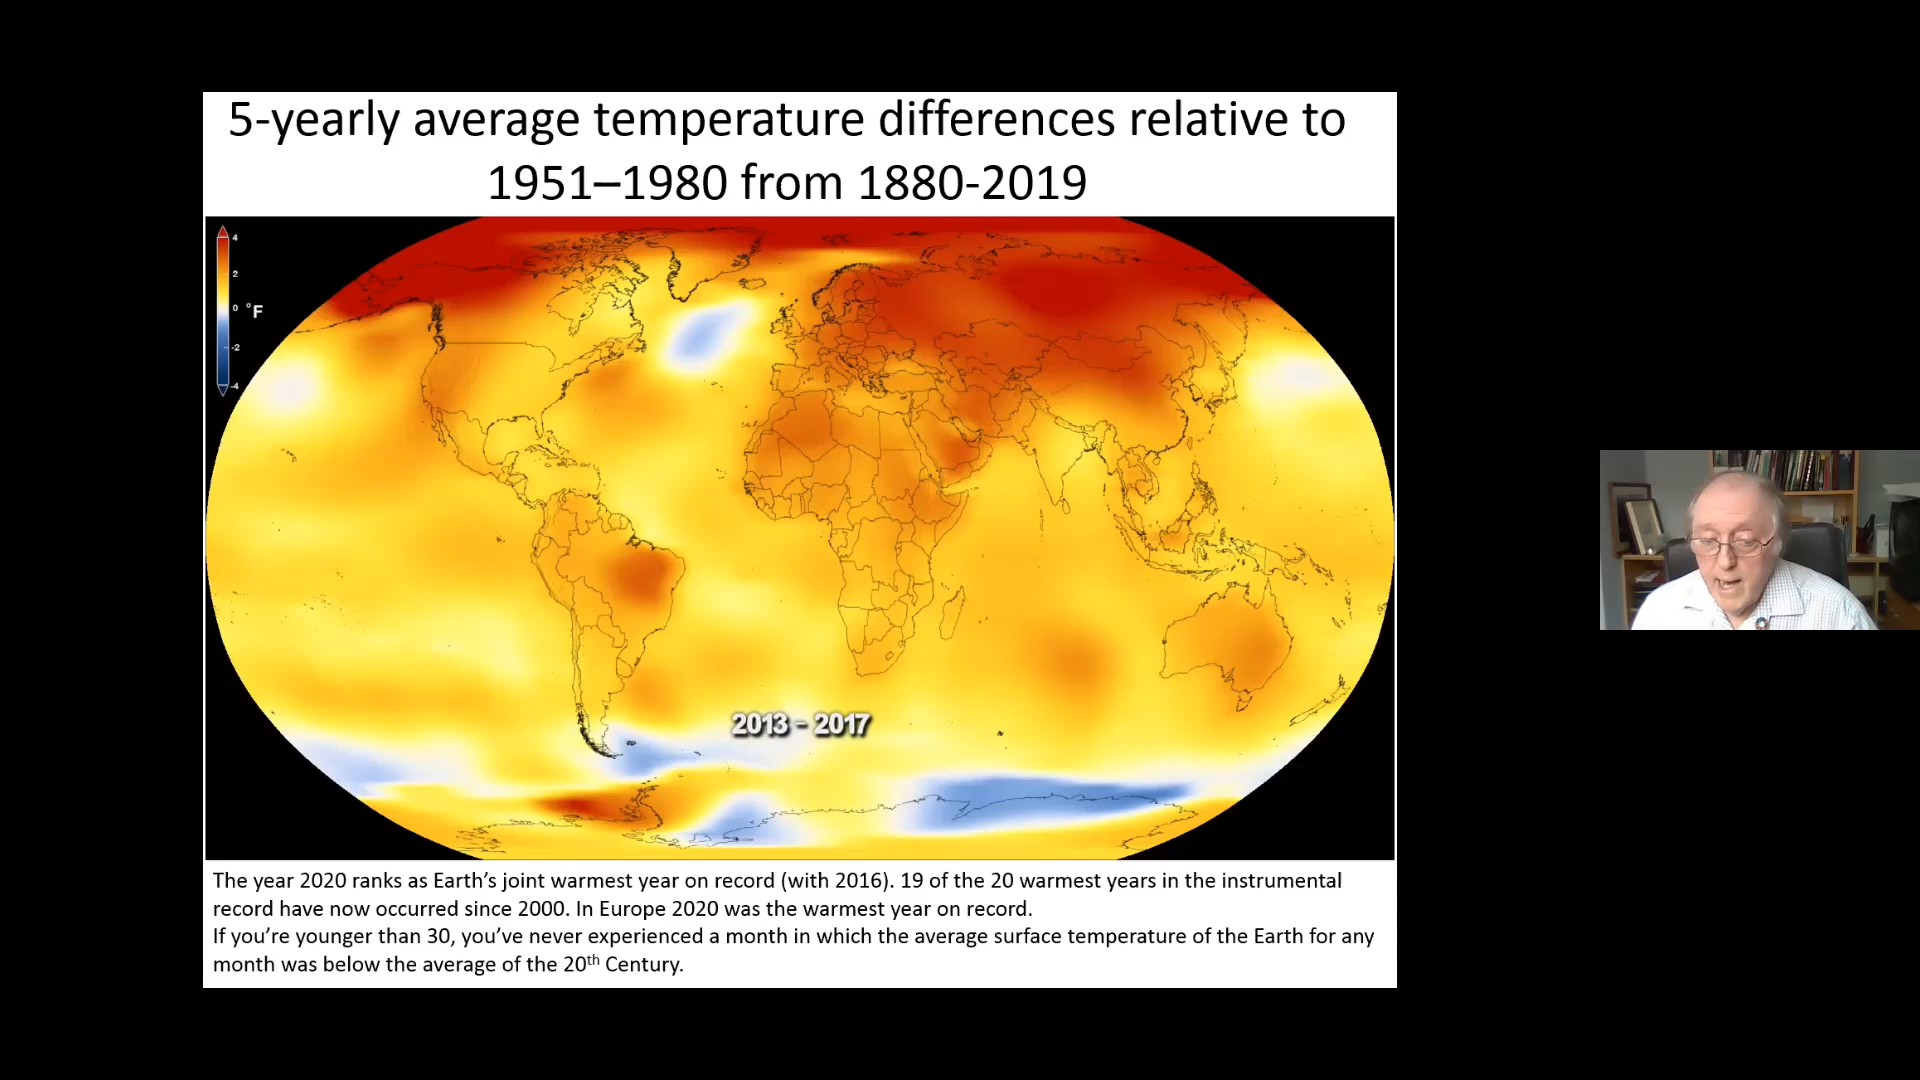 5-yearly average temperature differences relative to
1951–1980 from 1880-2019
4
2
0 °F
-2
-4
2013 - 2017
The year 2020 ranks as Earth’s joint warmest year on record (with 2016). 19 of the 20 warmest years in the instrumental
record have now occurred since 2000. In Europe 2020 was the warmest year on record.
If you’re younger than 30, you’ve never experienced a month in which the average surface temperature of the Earth for any
month was below the average of the 20th Century.